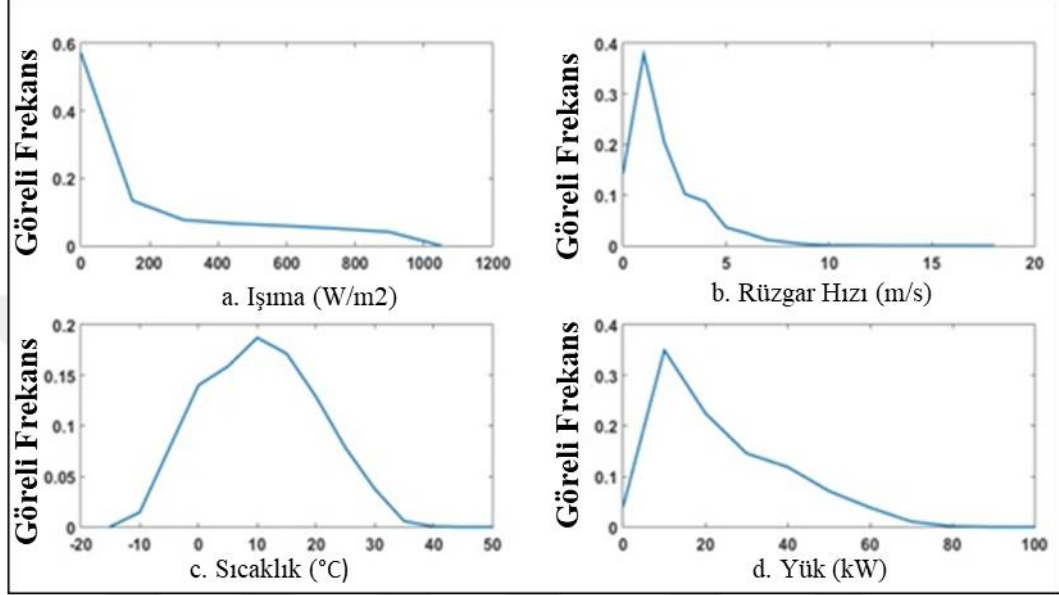 Göreli Frekans
0.6
0.4
0.2
0
0 200 400 600 800 1000 1200
a. Işıma (W/m2)
Göreli Frekans
0.4
0.3
0.2
0.1
0
0 5 10 15 20
b. Rüzgar Hızı (m/s)
Göreli Frekans
0.2
0.15
0.1
0.05
0
-20 -10 0 10 20 30 40 50
c. Sıcaklık (°C)
Göreli Frekans
0.4
0.3
0.2
0.1
0
0 20 40 60 80 100
d. Yük (kW)